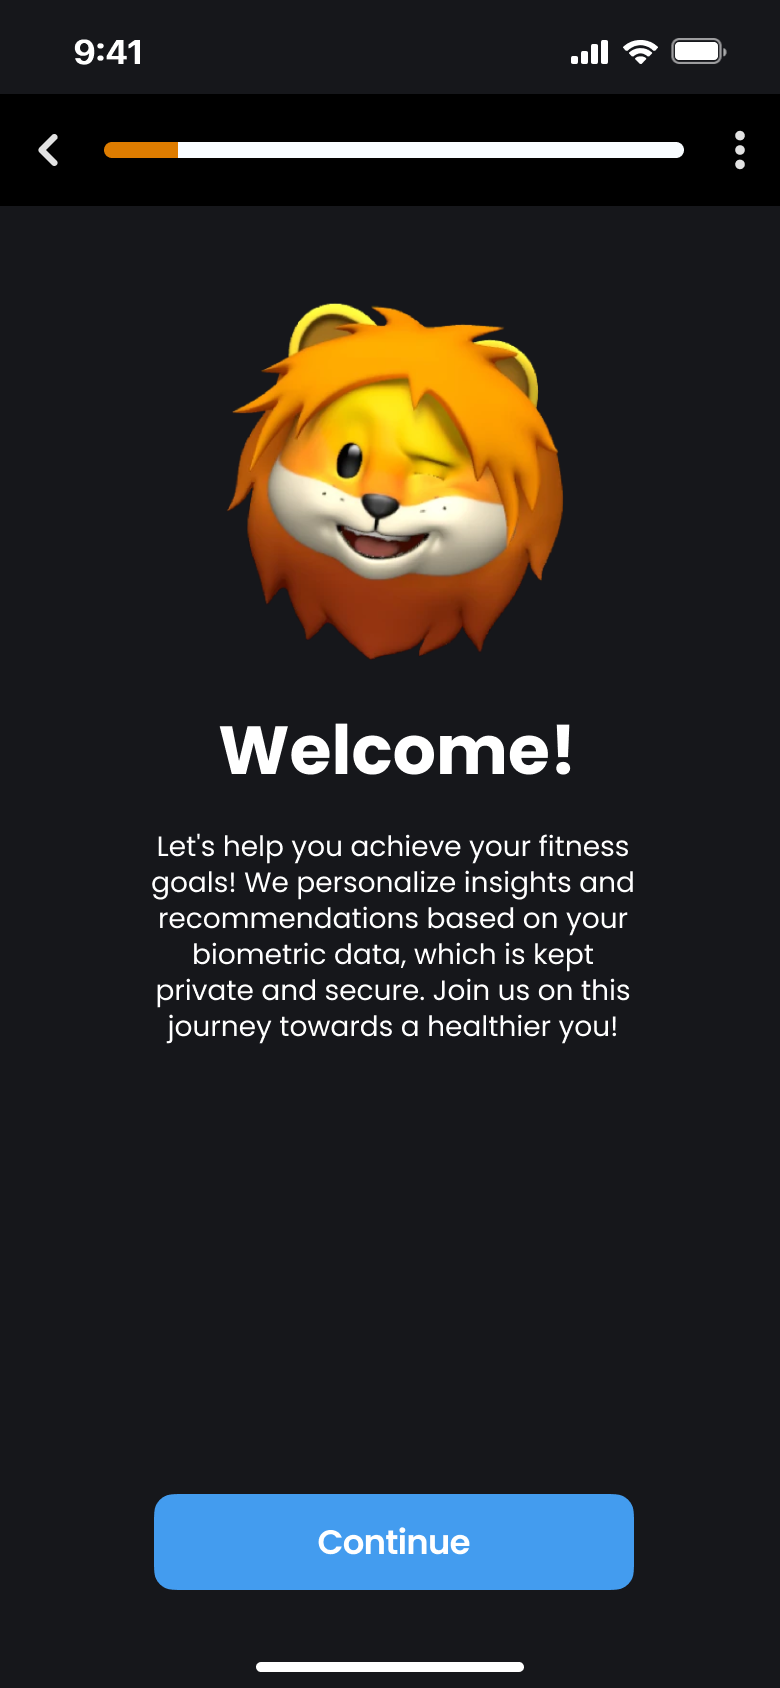 9:41
Welcome!
Let's help you achieve your fitness
goals! We personalize insights and
recommendations based on your
biometric data, which is kept
private and secure. Join us on this
journey towards a healthier you!
Continue